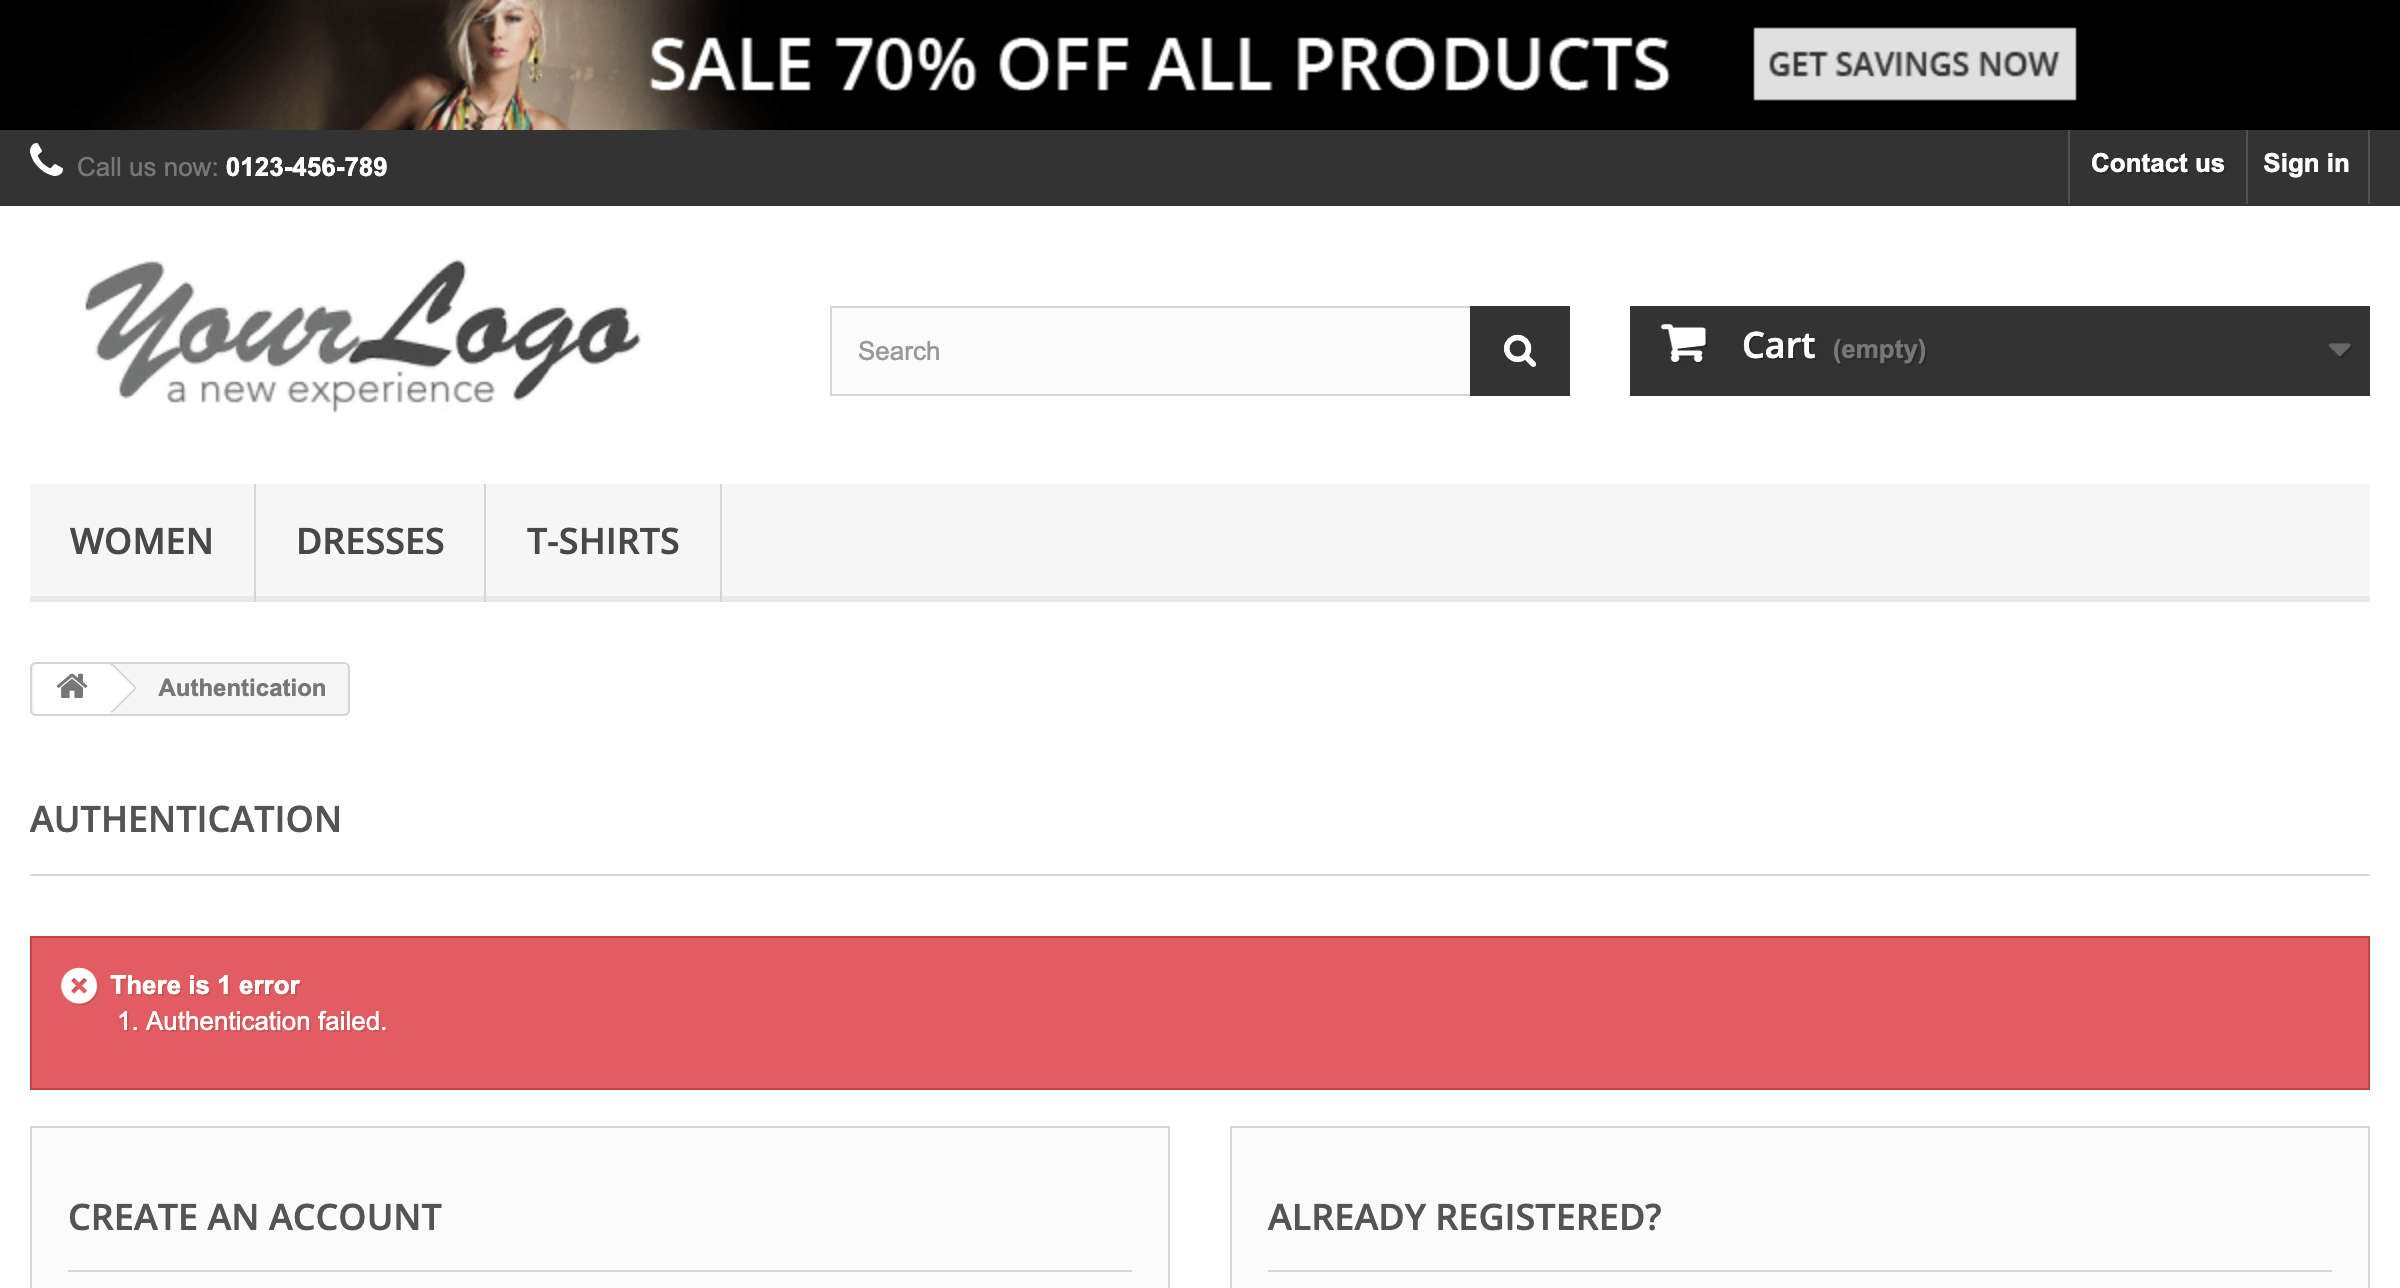 SALE 70% OFF ALL PRODUCTS GET SAVINGS NOW
Call us now: 0123-456-789 Contact us Sign in
YourLogo
a new experience
Search
Cart (empty)
WOMEN DRESSES T-SHIRTS
Authentication
AUTHENTICATION
There is 1 error
1. Authentication failed.
CREATE AN ACCOUNT
ALREADY REGISTERED?